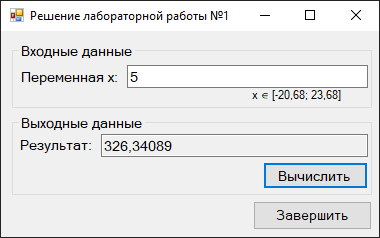 Решение лабораторной работы №1
Входные данные
Переменная x: 5
x ∈ [-20,68; 23,68]
Выходные данные
Результат: 326,34089
Вычислить
Завершить